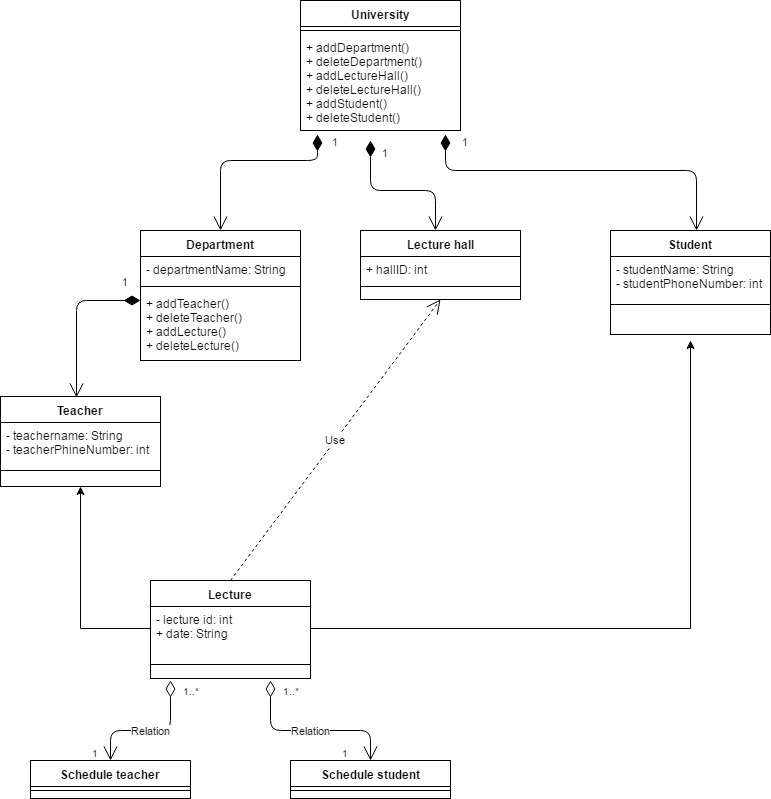 University
+ addDepartment()
+ deleteDepartment()
+ addLectureHall()
+ deleteLectureHall()
+ addStudent()
+ deleteStudent()
1
1
1
Department
- departmentName: String
+ addTeacher()
+ deleteTeacher()
+ addLecture()
+ deleteLecture()
Lecture hall
+ hallID: int
Student
- studentName: String
- studentPhoneNumber: int
1
Teacher
- teachername: String
- teacherPhineNumber: int
Use
Lecture
- lecture id: int
+ date: String
1..*
1..*
Relation
Relation
1
1
Schedule teacher
Schedule student